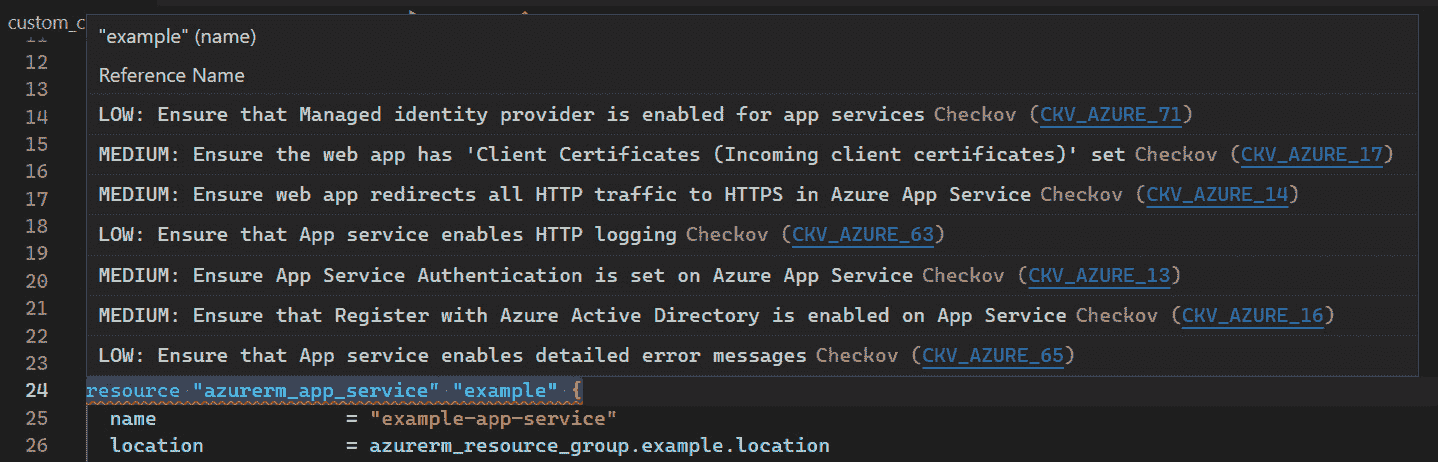 custom_c
"example" (name)
11
Reference Name
12
13
LOW: Ensure that Managed identity provider is enabled for app services Checkov (CKV_AZURE_71)
14
MEDIUM: Ensure the web app has 'Client Certificates (Incoming client certificates)' set Checkov (CKV_AZURE_17)
15
16
MEDIUM: Ensure web app redirects all HTTP traffic to HTTPS in Azure App Service Checkov (CKV_AZURE_14)
17
18
LOW: Ensure that App service enables HTTP logging Checkov (CKV_AZURE_63)
19
MEDIUM: Ensure App Service Authentication is set on Azure App Service Checkov (CKV_AZURE_13)
20
21
MEDIUM: Ensure that Register with Azure Active Directory is enabled on App Service Checkov (CKV_AZURE_16)
22
LOW: Ensure that App service enables detailed error messages Checkov (CKV_AZURE_65)
23
24 resource "azurerm_app_service" "example" {
25 name = "example-app-service"
26 location = azurerm_resource_group.example.location